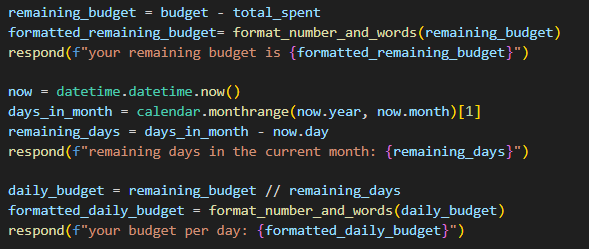 remaining_budget = budget - total_spent
formatted_remaining_budget= format_number_and_words(remaining_budget)
respond(f"your remaining budget is {formatted_remaining_budget}")
now = datetime.datetime.now()
days_in_month = calendar.monthrange(now.year, now.month)[1]
remaining_days = days_in_month - now.day
respond(f"remaining days in the current month: {remaining_days}")
daily_budget = remaining_budget // remaining_days
formatted_daily_budget = format_number_and_words(daily_budget)
respond(f"your budget per day: {formatted_daily_budget}")